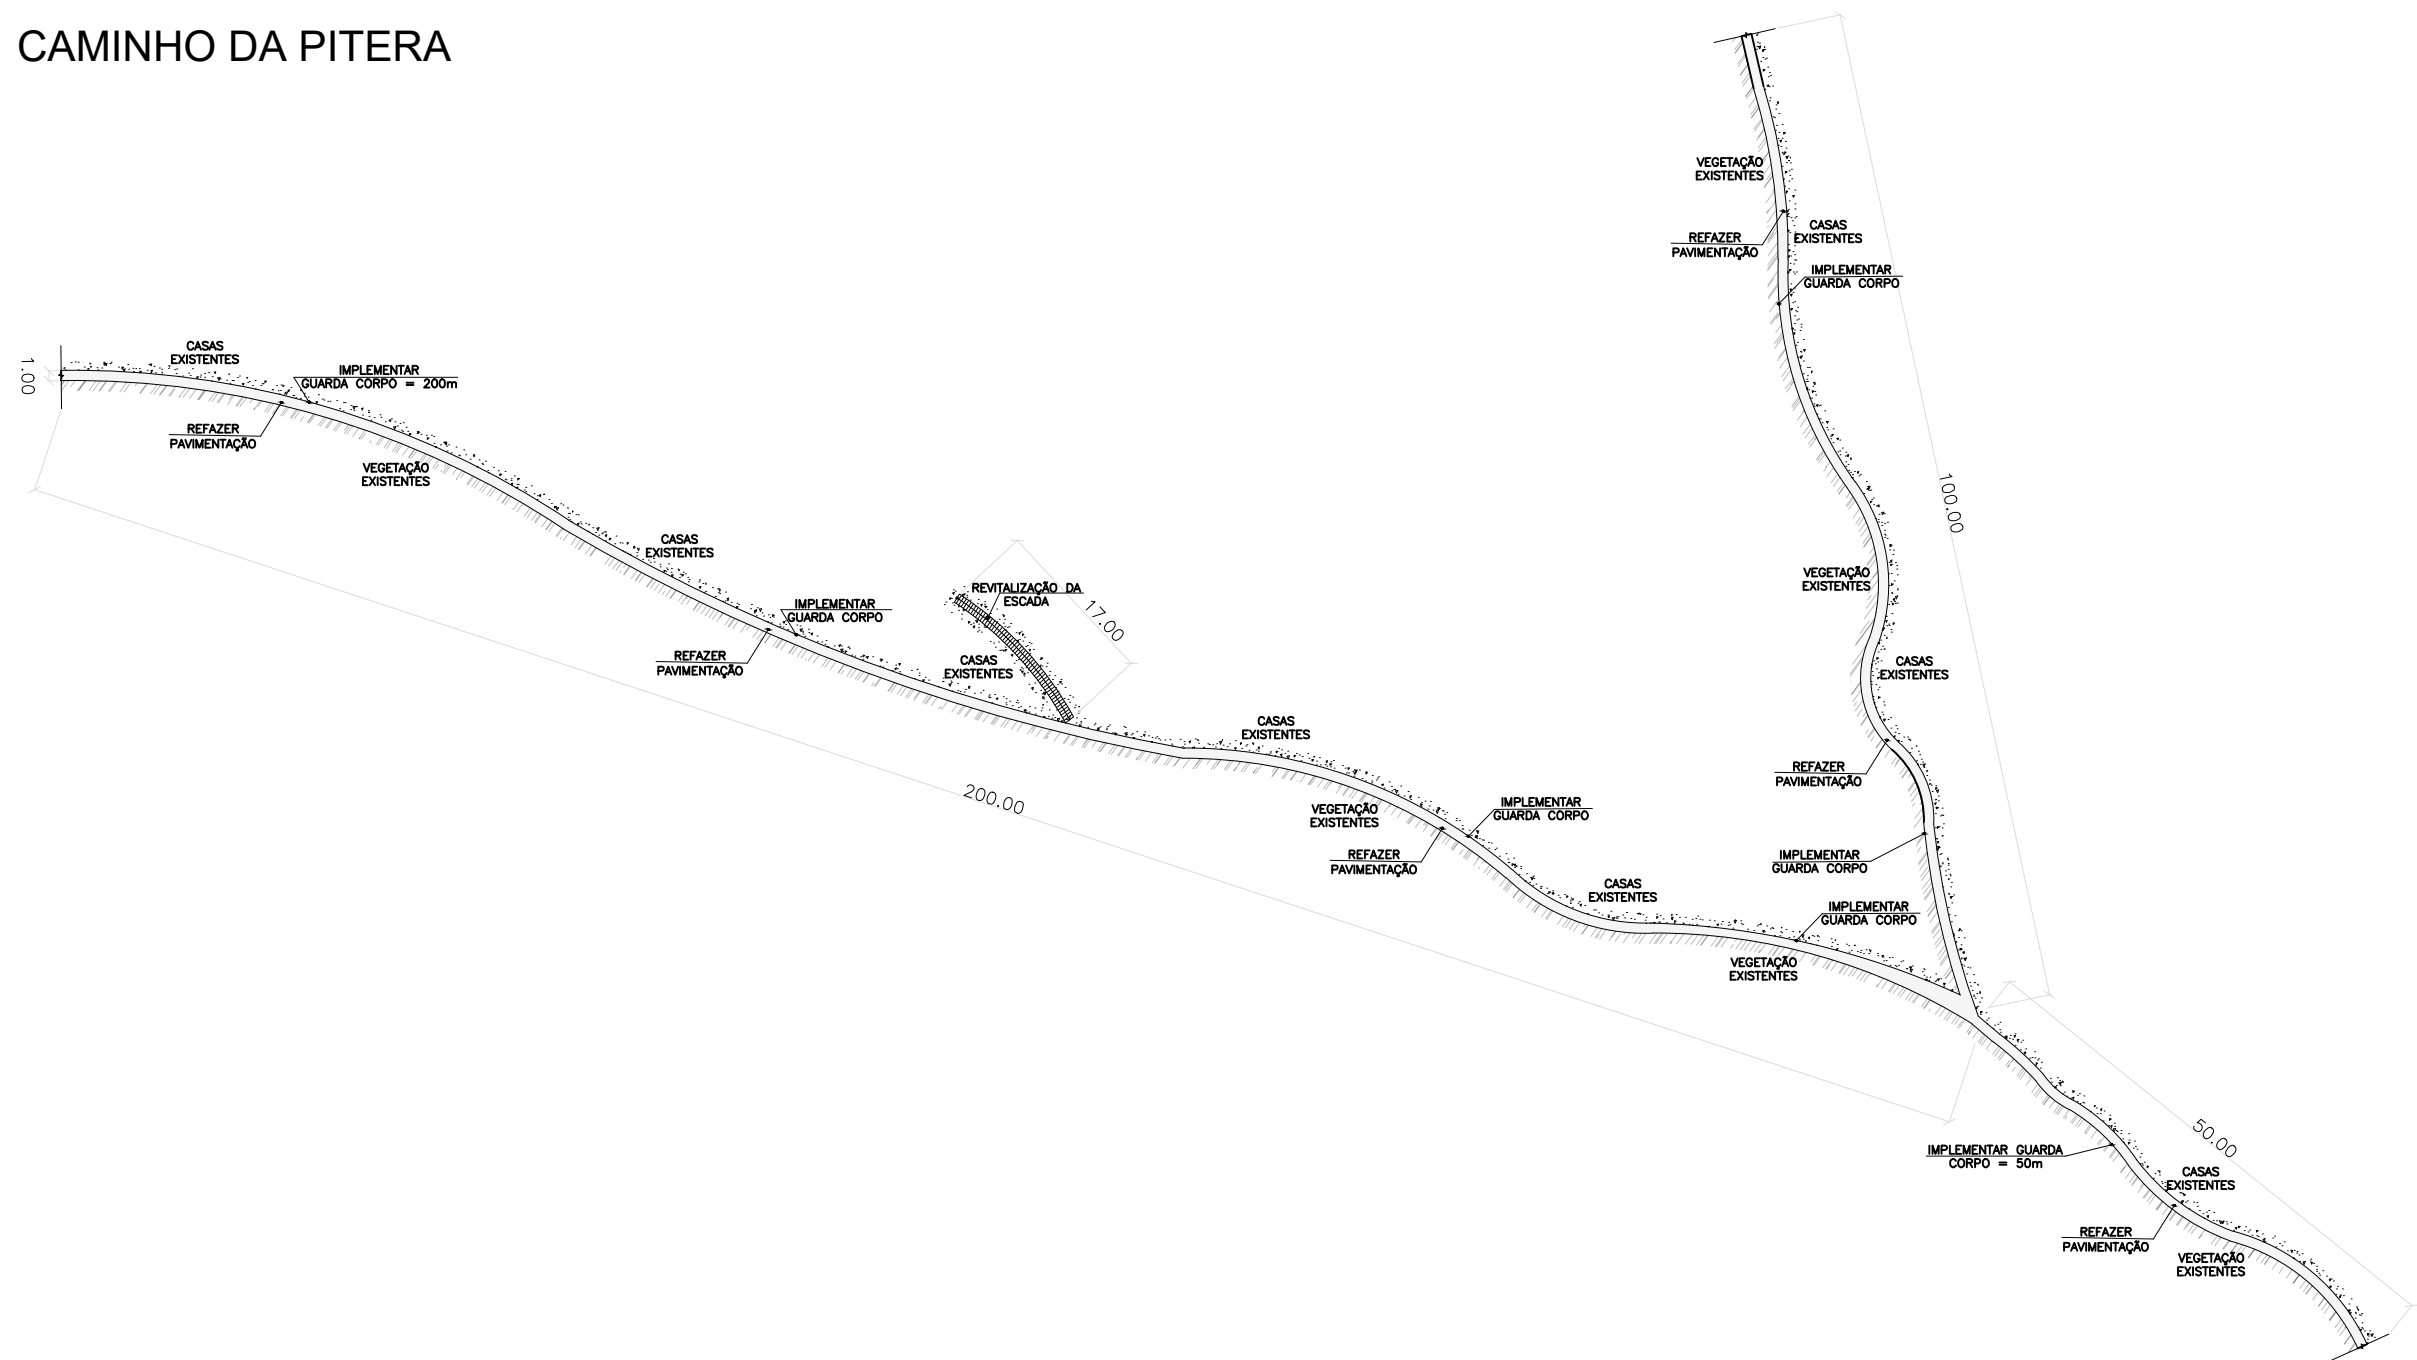 CAMINHO DA PITERA
VEGETAÇÃO
EXISTENTES
CASAS
EXISTENTES
REFAZER
PAVIMENTAÇÃO
IMPLEMENTAR
GUARDA CORPO
1.00
CASAS
EXISTENTES
IMPLEMENTAR
GUARDA CORPO = 200m
REFAZER
PAVIMENTAÇÃO
VEGETAÇÃO
EXISTENTES
100.00
CASAS
EXISTENTES
REVITALIZAÇÃO DA
ESCADA
17.00
VEGETAÇÃO
EXISTENTES
IMPLEMENTAR
GUARDA CORPO
REFAZER
PAVIMENTAÇÃO
CASAS
EXISTENTES
CASAS
EXISTENTES
CASAS
EXISTENTES
200.00
REFAZER
PAVIMENTAÇÃO
VEGETAÇÃO
EXISTENTES
IMPLEMENTAR
GUARDA CORPO
REFAZER
PAVIMENTAÇÃO
IMPLEMENTAR
GUARDA CORPO
CASAS
EXISTENTES
IMPLEMENTAR
GUARDA CORPO
VEGETAÇÃO
EXISTENTES
50.00
IMPLEMENTAR GUARDA
CORPO = 50m
CASAS
EXISTENTES
REFAZER
PAVIMENTAÇÃO
VEGETAÇÃO
EXISTENTES